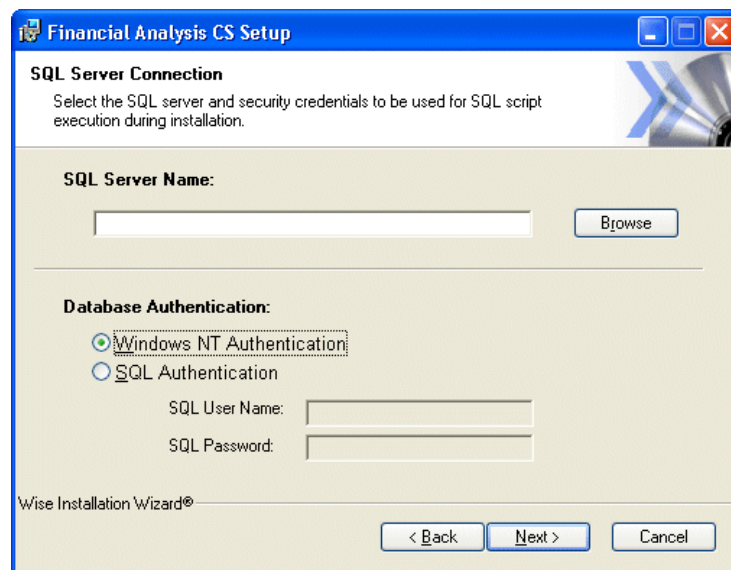 Financial Analysis CS Setup
SQL Server Connection
Select the SQL server and security credentials to be used for SQL script
execution during installation.
SQL Server Name:
Browse
Database Authentication:
Windows NT Authentication
SQL Authentication
SQL User Name:
SQL Password:
Wise Installation Wizard®
< Back
Next >
Cancel